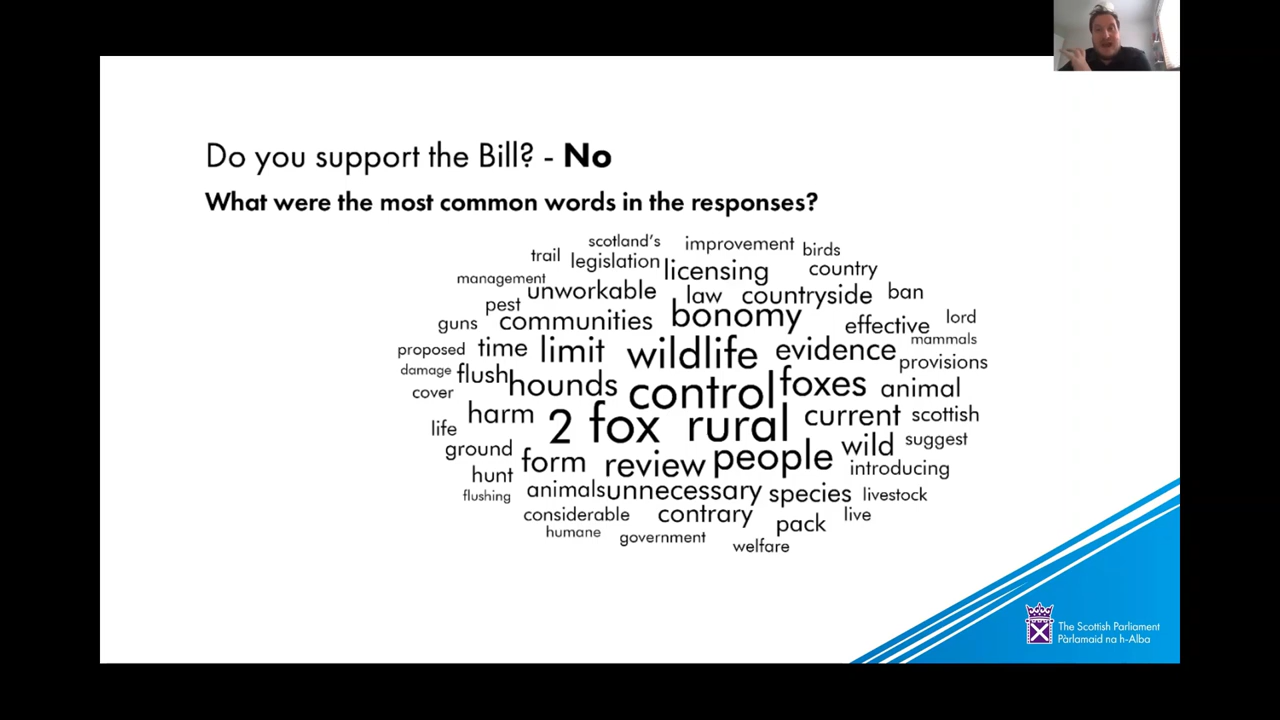 Do you support the Bill? - No
What were the most common words in the responses?
scotland's improvement birds
trail legislation licensing country
management unworkable law countryside ban
pest communities bonomy effective lord
guns mammals
proposed time limit wildlife evidence provisions
damage flush hounds control foxes animal
cover harm 2 fox rural current scottish
life wild suggest
ground form review people introducing
hunt animals unnecessary species livestock
flushing considerable contrary pack live
humane government welfare
The Scottish Parliament
Pàrlamaid na h-Alba